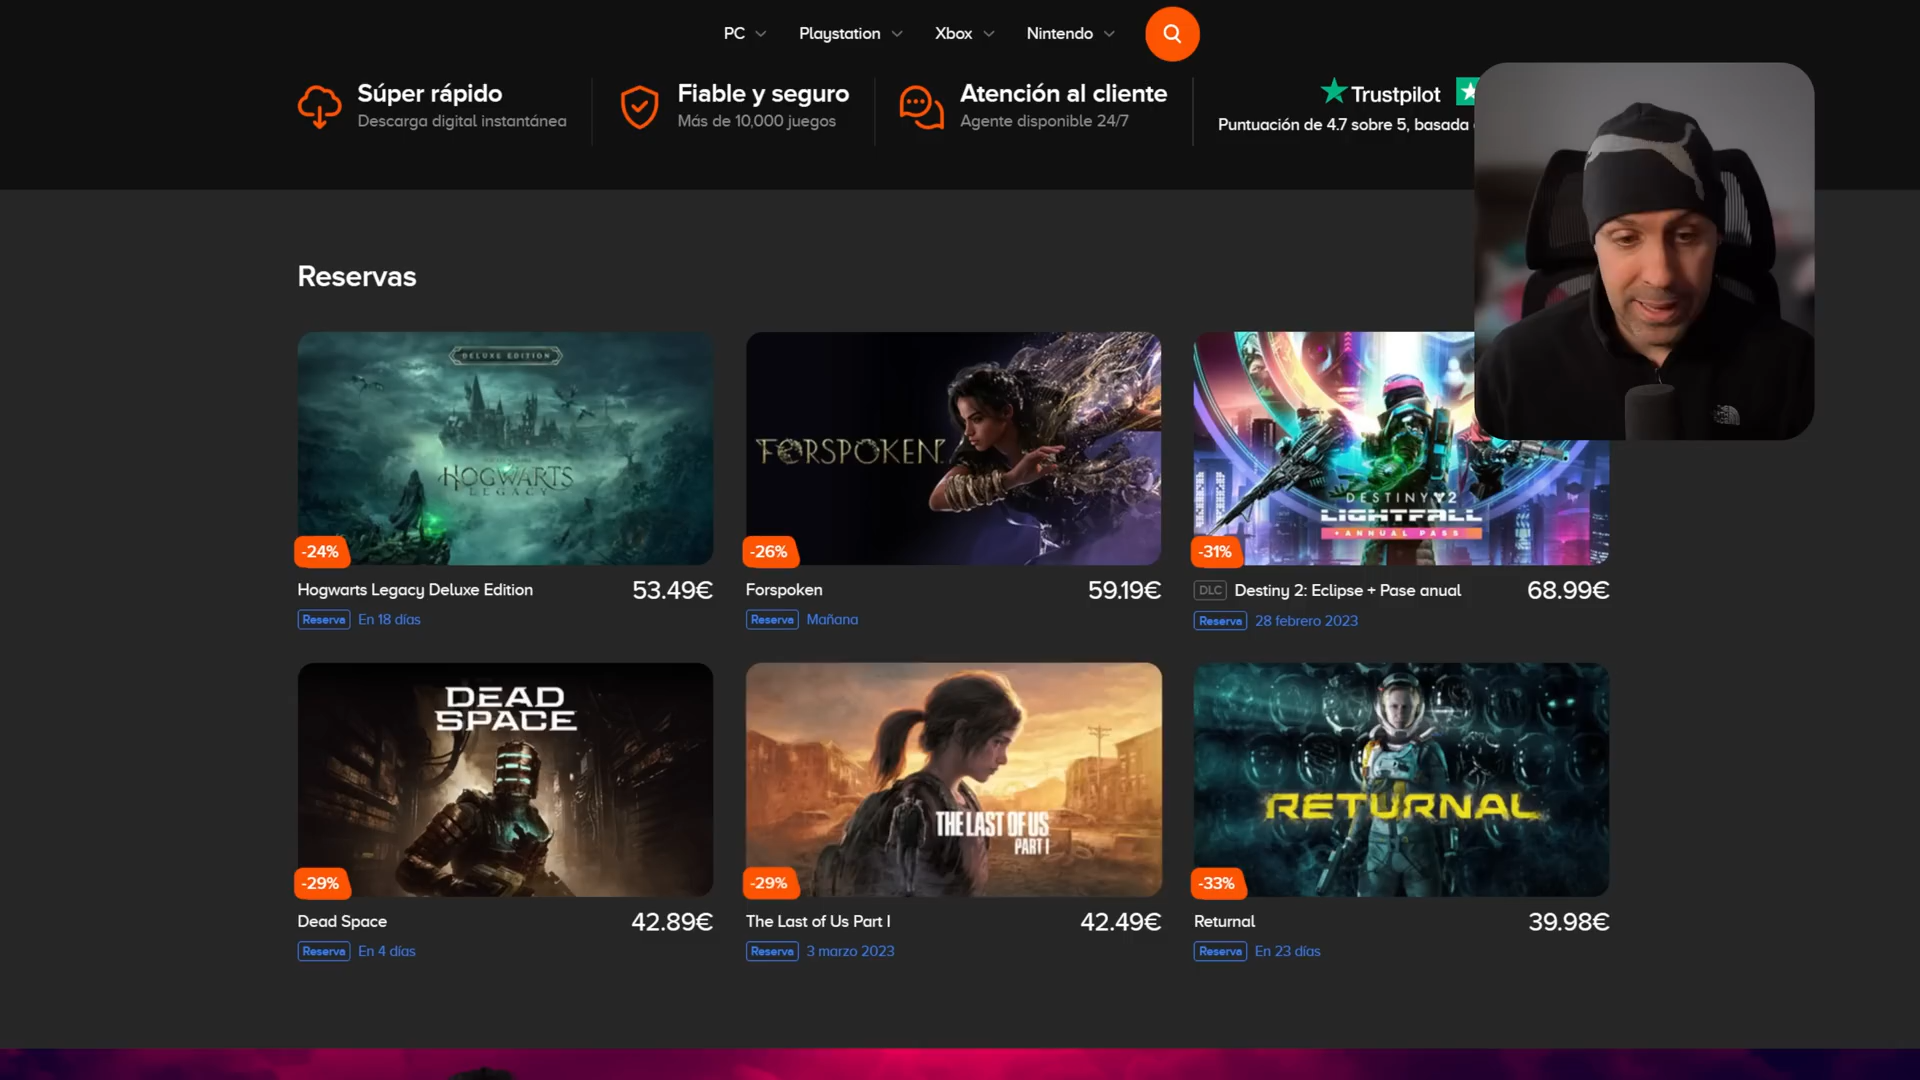 PC
Playstation
Xbox
Nintendo
Súper rápido
Descarga digital instantánea
Fiable y seguro
Más de 10,000 juegos
Atención al cliente
Agente disponible 24/7
Trustpilot
Puntuación de 4.7 sobre 5, basada
Reservas
DELUXE EDITION
HOGWARTS
LEGACY
-24%
Hogwarts Legacy Deluxe Edition
53.49€
Reserva
En 18 días
FORSPOKEN
-26%
Forspoken
59.19€
Reserva
Mañana
DESTINY 2
LIGHTFALL
+ ANNUAL PASS
-31%
DLC
Destiny 2: Eclipse + Pase anual
68.99€
Reserva
28 febrero 2023
DEAD
SPACE
-29%
Dead Space
42.89€
Reserva
En 4 días
THE LAST OF US
PART I
-29%
The Last of Us Part I
42.49€
Reserva
3 marzo 2023
RETURNAL
-33%
Returnal
39.98€
Reserva
En 23 días